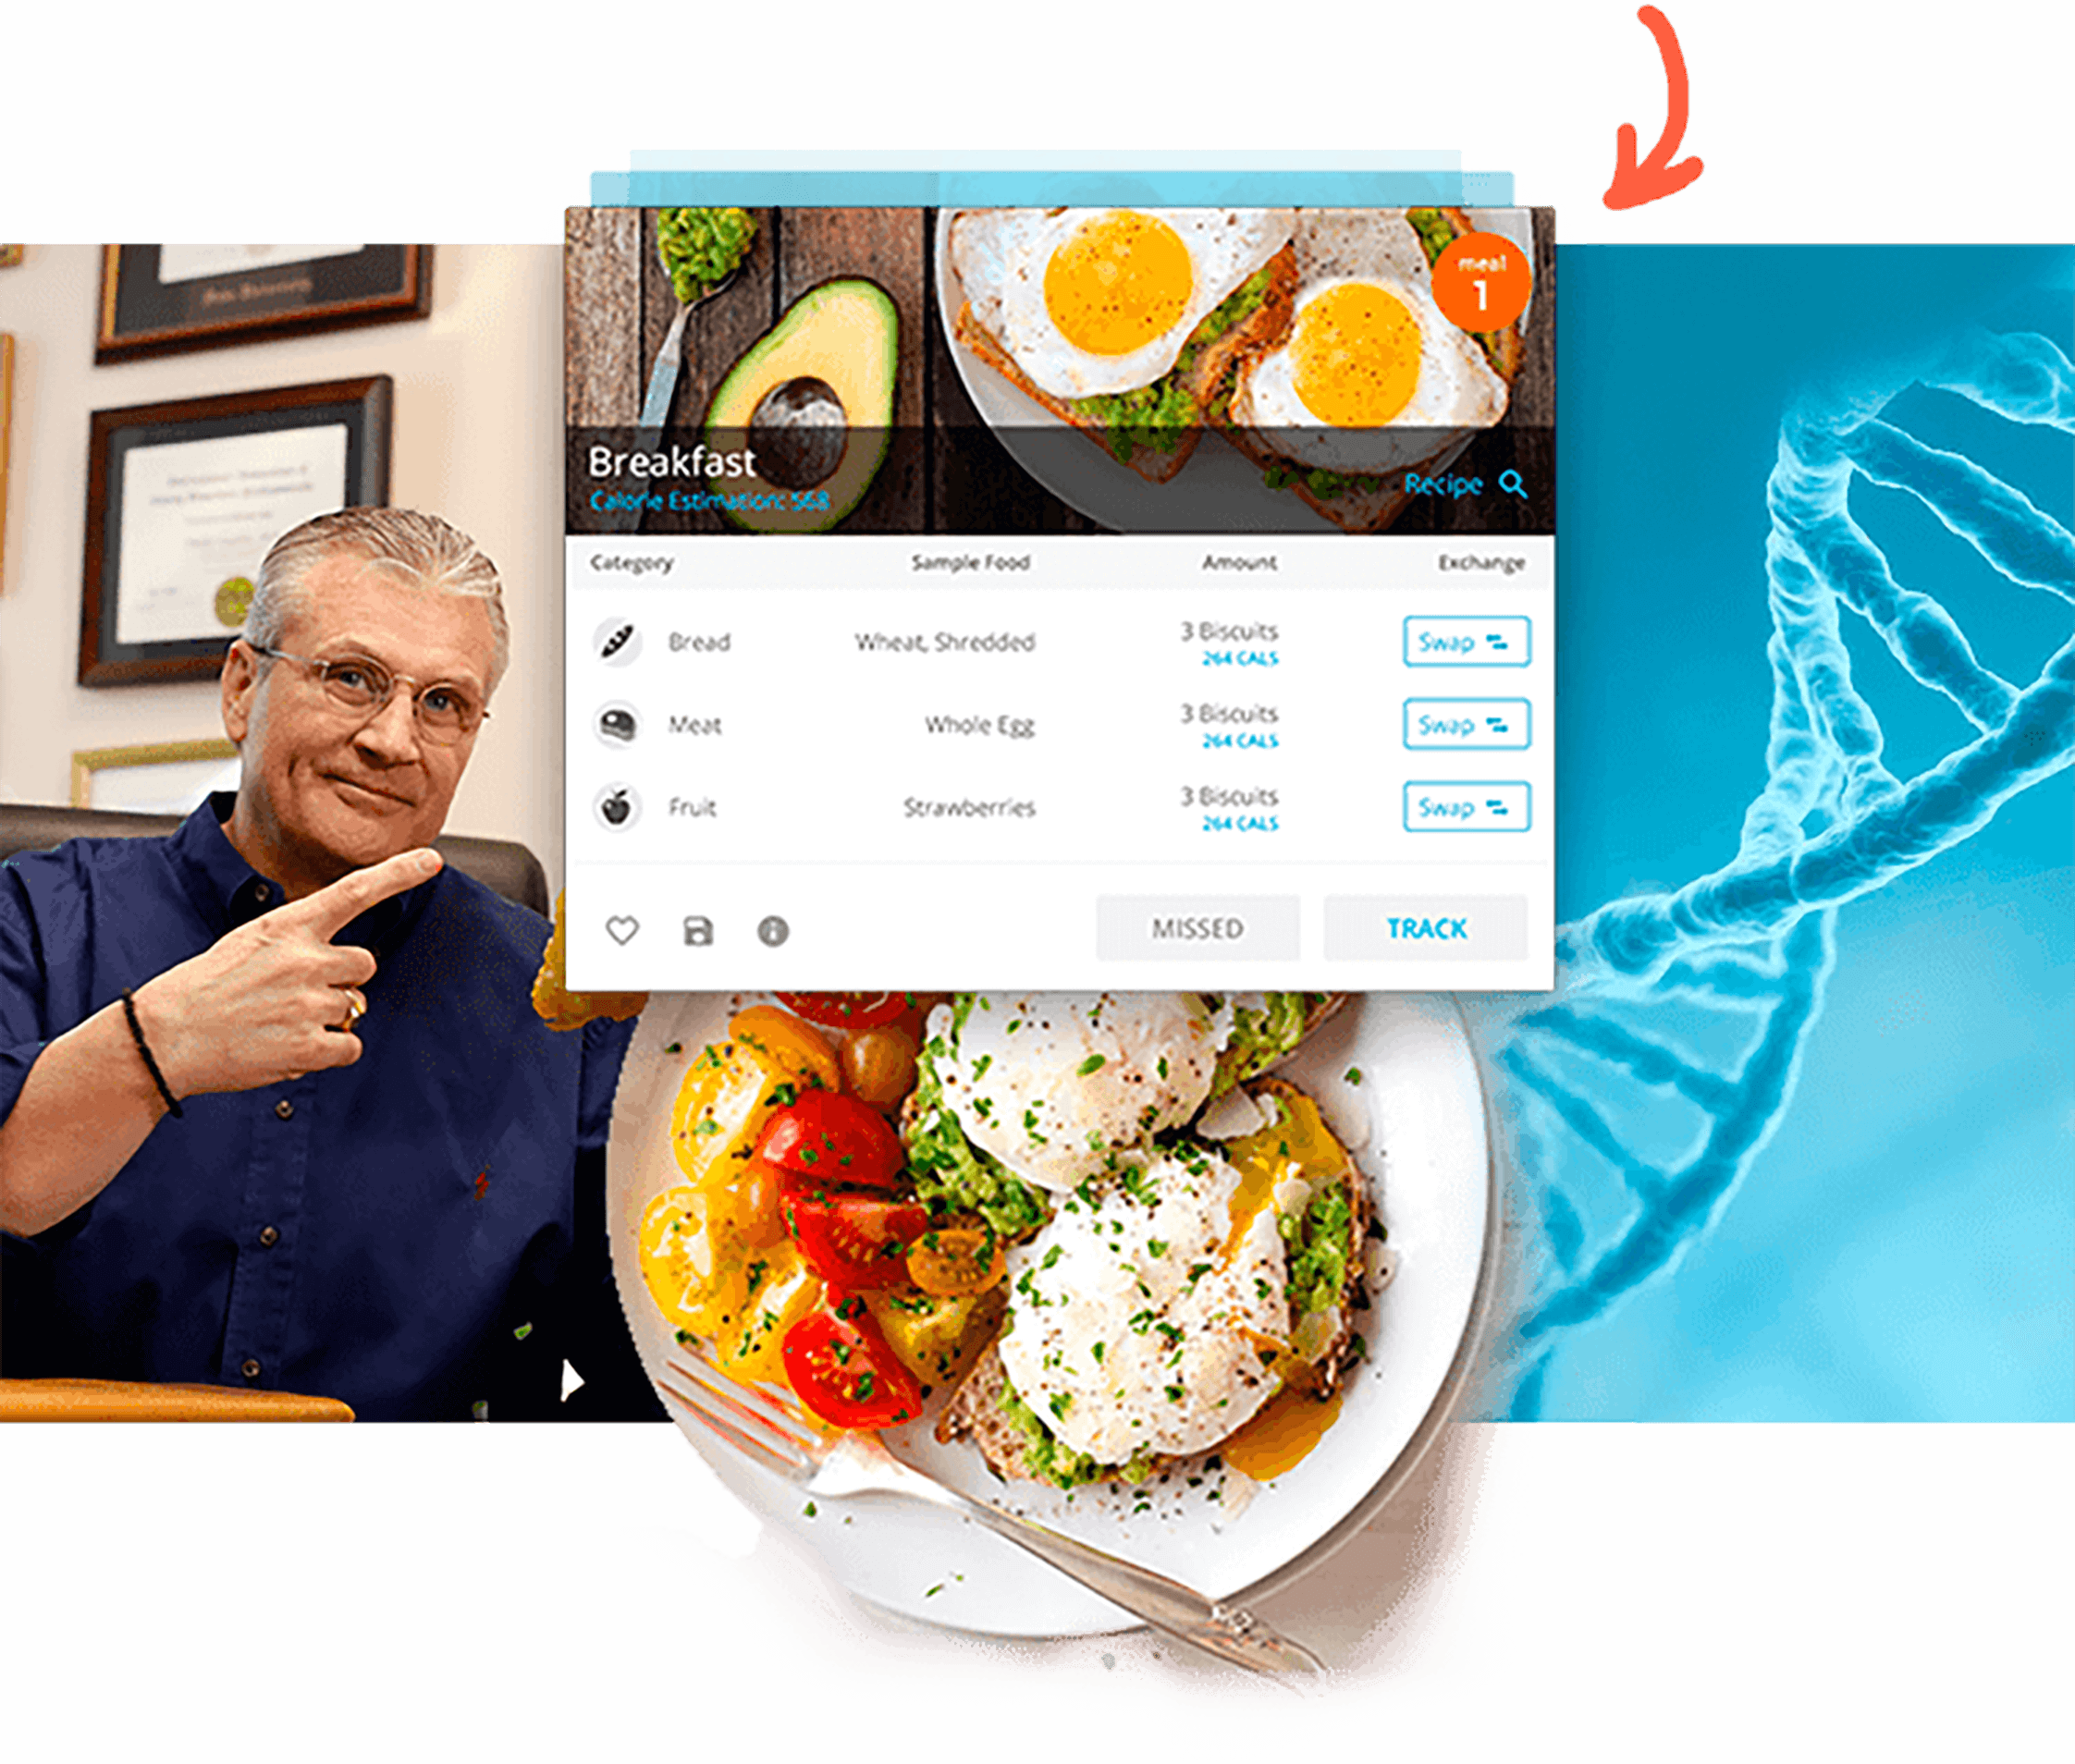 meal
1
Breakfast
Calorie Estimation: 568
Recipe
Category Sample Food Amount Exchange
Bread Wheat, Shredded 3 Biscuits Swap
264 CALS
Meat Whole Egg 3 Biscuits Swap
264 CALS
Fruit Strawberries 3 Biscuits Swap
264 CALS
MISSED TRACK